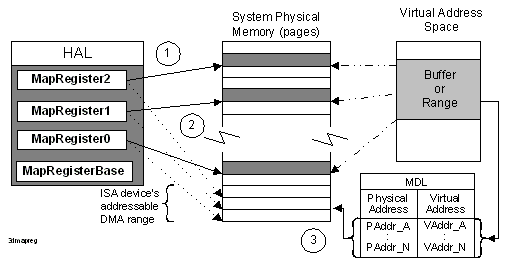 System Physical
Memory (pages)
Virtual Address
Space
HAL
1
MapRegister2
MapRegister1
MapRegister0
MapRegisterBase
2
Buffer
or
Range
ISA device's
addressable
DMA range
3
MDL
Physical
Address
Virtual
Address
PAddr_A
VAddr_A
PAddr_N
VAddr_N
3dmapreg